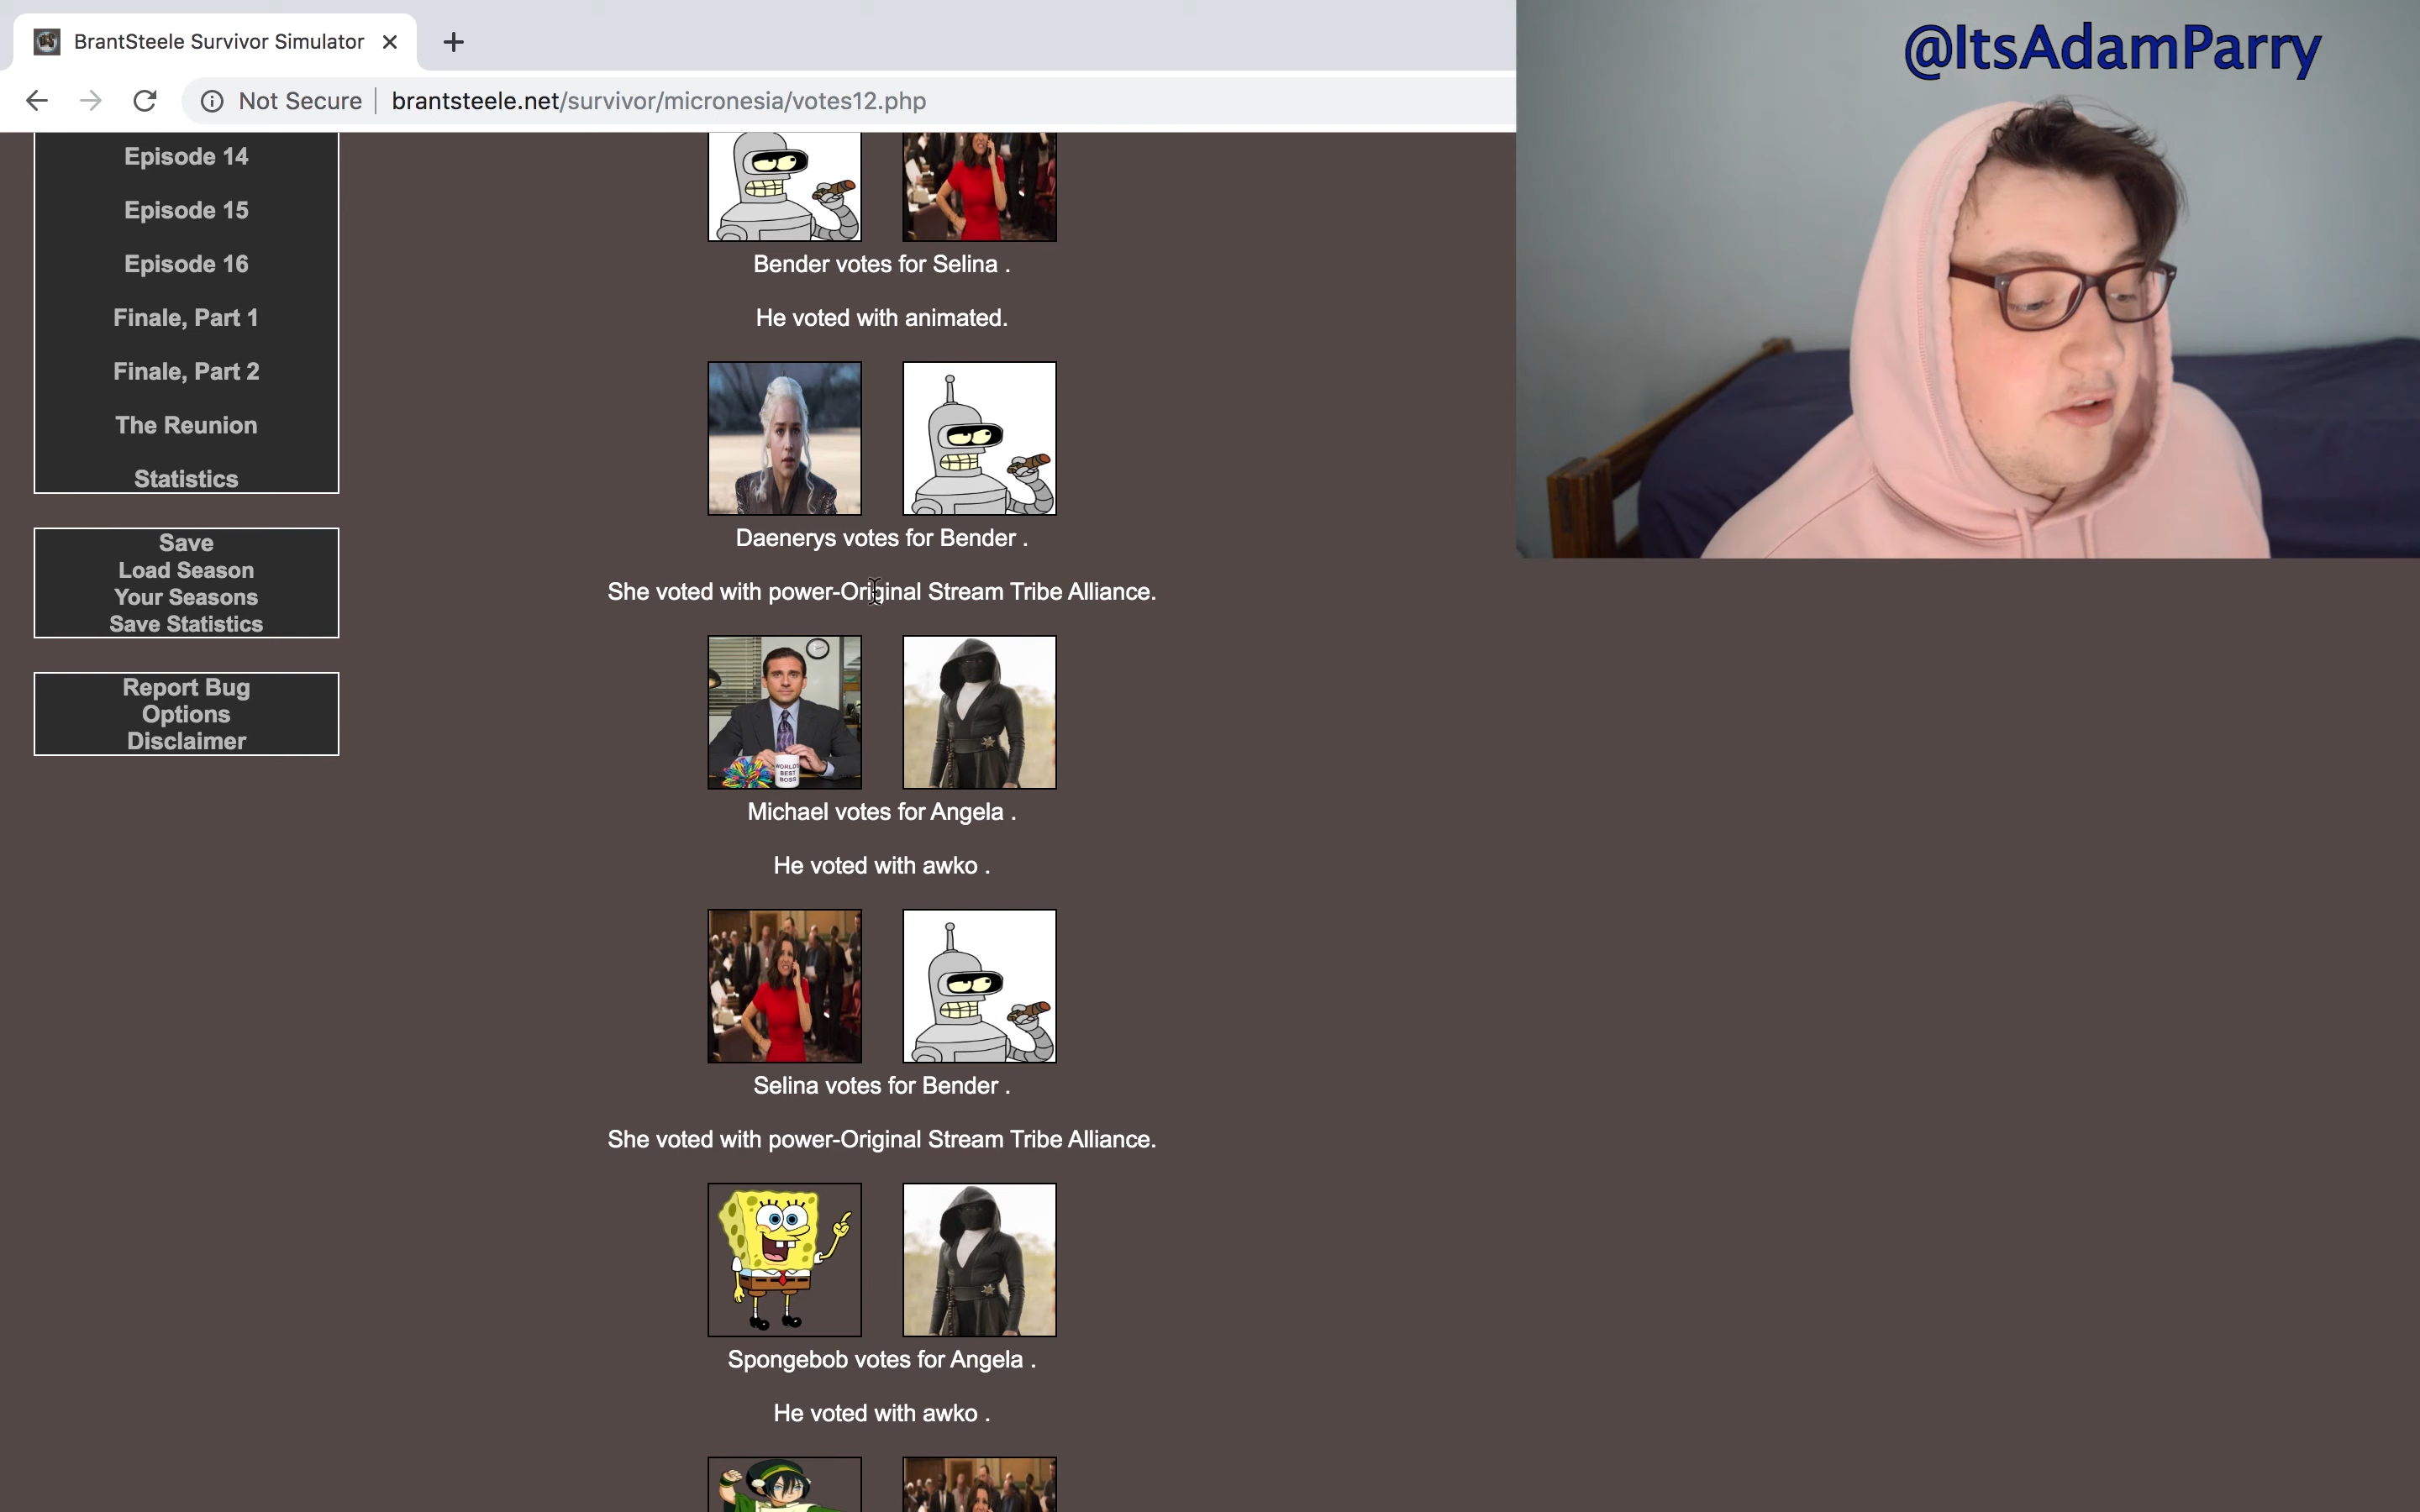 BrantSteele Survivor Simulator
Not Secure
brantsteele.net/survivor/micronesia/votes12.php
@ItsAdamParry
Episode 14
Episode 15
Episode 16
Finale, Part 1
Finale, Part 2
The Reunion
Statistics
Save
Load Season
Your Seasons
Save Statistics
Report Bug
Options
Disclaimer
Bender votes for Selina .
He voted with animated.
Daenerys votes for Bender .
She voted with power-Original Stream Tribe Alliance.
WORLD'S
BEST
BOSS
Michael votes for Angela .
He voted with awko .
Selina votes for Bender .
She voted with power-Original Stream Tribe Alliance.
Spongebob votes for Angela .
He voted with awko .